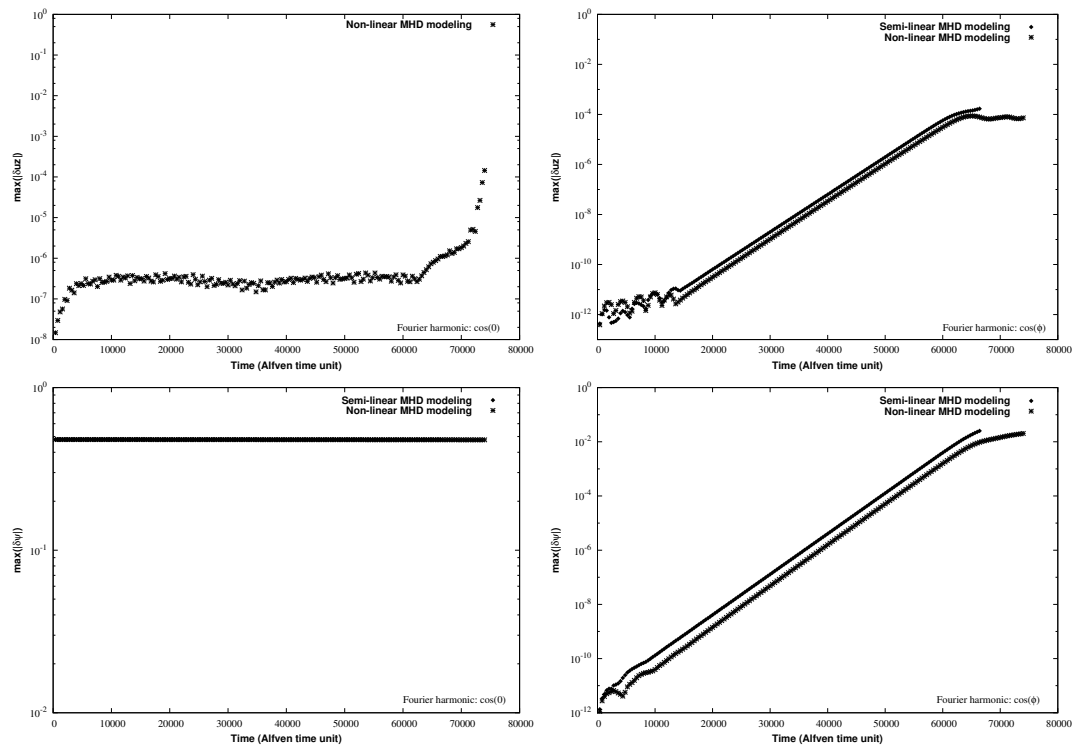 Non-linear MHD modeling
10^0
10^-1
10^-2
10^-3
10^-4
10^-5
10^-6
10^-7
10^-8
max(|δuz|)
Fourier harmonic: cos(0)
0 10000 20000 30000 40000 50000 60000 70000 80000
Time (Alfven time unit)
Semi-linear MHD modeling
Non-linear MHD modeling
10^0
10^-2
10^-4
10^-6
10^-8
10^-10
10^-12
max(|δuz|)
Fourier harmonic: cos(ϕ)
0 10000 20000 30000 40000 50000 60000 70000 80000
Time (Alfven time unit)
Semi-linear MHD modeling
Non-linear MHD modeling
10^0
10^-1
10^-2
max(|δψ|)
Fourier harmonic: cos(0)
0 10000 20000 30000 40000 50000 60000 70000 80000
Time (Alfven time unit)
Semi-linear MHD modeling
Non-linear MHD modeling
10^0
10^-2
10^-4
10^-6
10^-8
10^-10
10^-12
max(|δψ|)
Fourier harmonic: cos(ϕ)
0 10000 20000 30000 40000 50000 60000 70000 80000
Time (Alfven time unit)